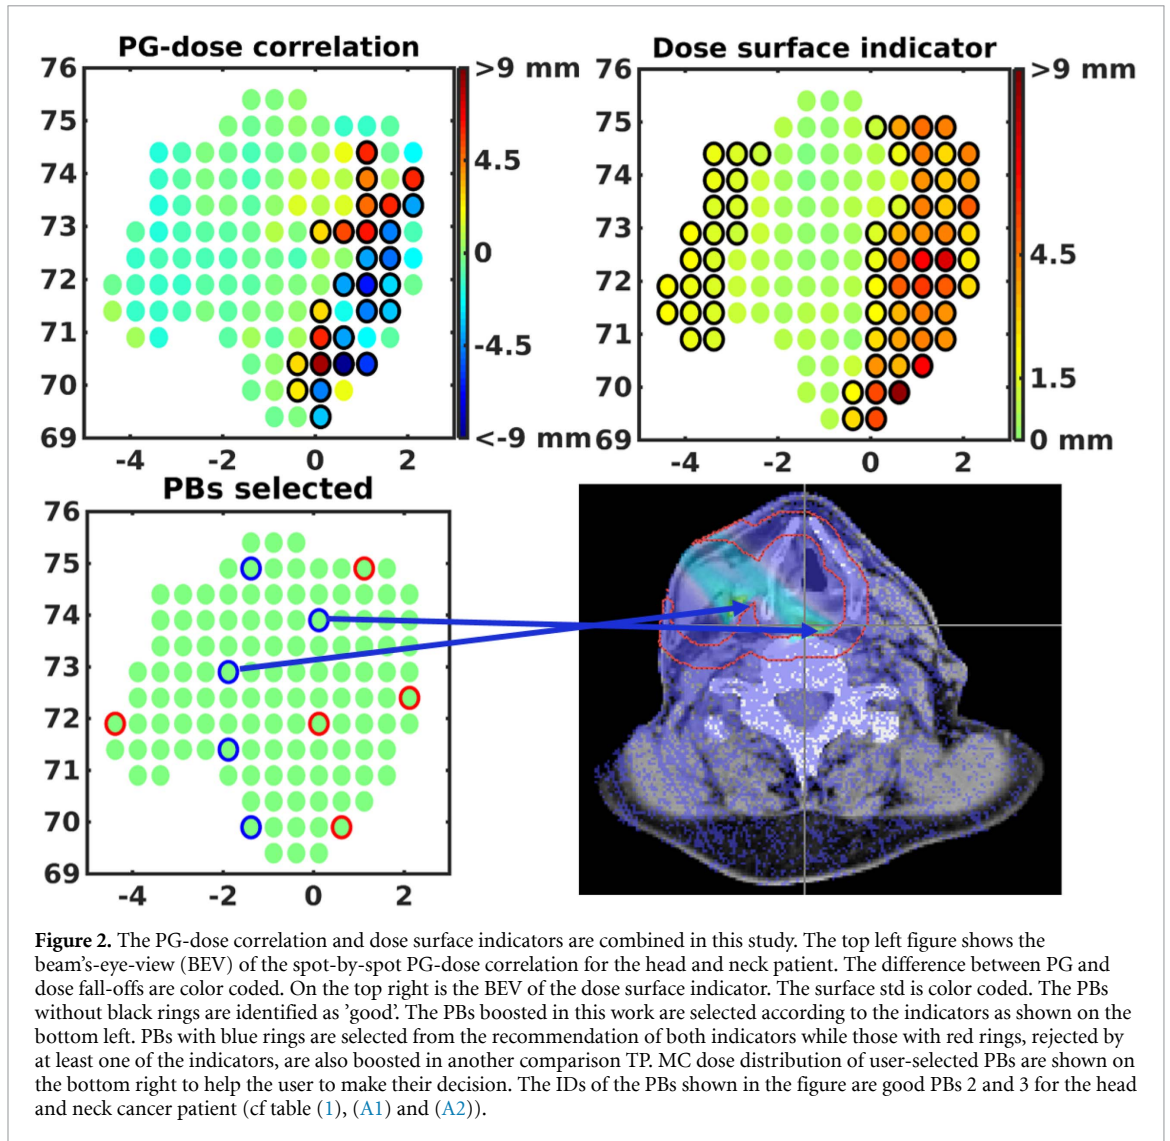 PG-dose correlation
76
75
74
73
72
71
70
69
-4
-2
0
2
>9 mm
4.5
0
-4.5
<-9 mm
Dose surface indicator
76
75
74
73
72
71
70
69
-4
-2
0
2
>9 mm
4.5
1.5
0 mm
PBs selected
76
75
74
73
72
71
70
69
-4
-2
0
2
Figure 2. The PG-dose correlation and dose surface indicators are combined in this study. The top left figure shows the
beam's-eye-view (BEV) of the spot-by-spot PG-dose correlation for the head and neck patient. The difference between PG and
dose fall-offs are color coded. On the top right is the BEV of the dose surface indicator. The surface std is color coded. The PBs
without black rings are identified as 'good'. The PBs boosted in this work are selected according to the indicators as shown on the
bottom left. PBs with blue rings are selected from the recommendation of both indicators while those with red rings, rejected by
at least one of the indicators, are also boosted in another comparison TP. MC dose distribution of user-selected PBs are shown on
the bottom right to help the user to make their decision. The IDs of the PBs shown in the figure are good PBs 2 and 3 for the head
and neck cancer patient (cf table (1), (A1) and (A2)).